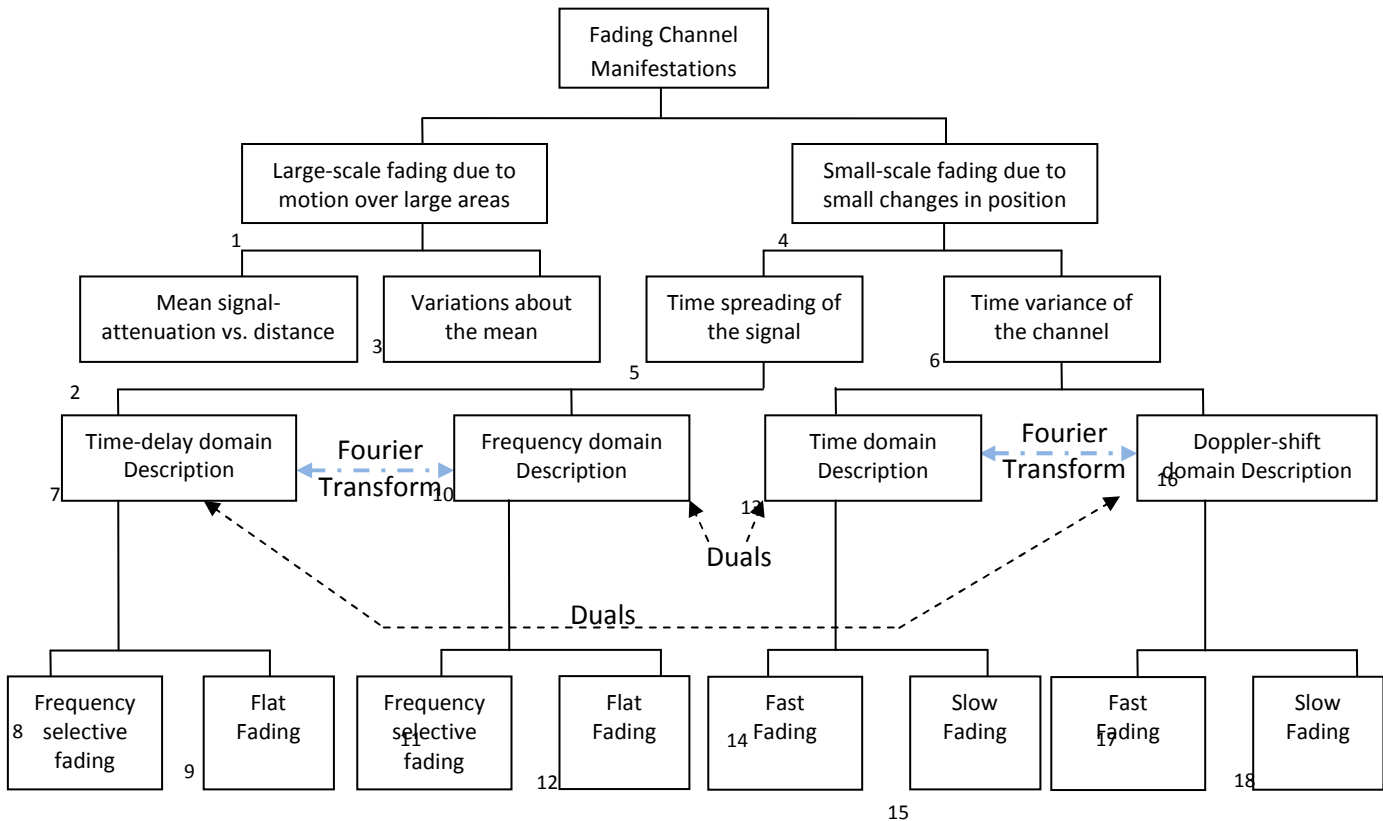 Fading Channel
Manifestations
Large-scale fading due to
motion over large areas
Small-scale fading due to
small changes in position
1
4
Mean signal-
attenuation vs. distance
Variations about
the mean
3
Time spreading of
the signal
Time variance of
the channel
5
6
2
Time-delay domain
Description
7
Fourier
Transform
Frequency domain
Description
10
Time domain
Description
13
Fourier
Transform
Doppler-shift
domain Description
16
Duals
Duals
Frequency
selective
fading
8
Flat
Fading
9
Frequency
selective
fading
11
Flat
Fading
12
Fast
Fading
14
Slow
Fading
15
Fast
Fading
17
Slow
Fading
18